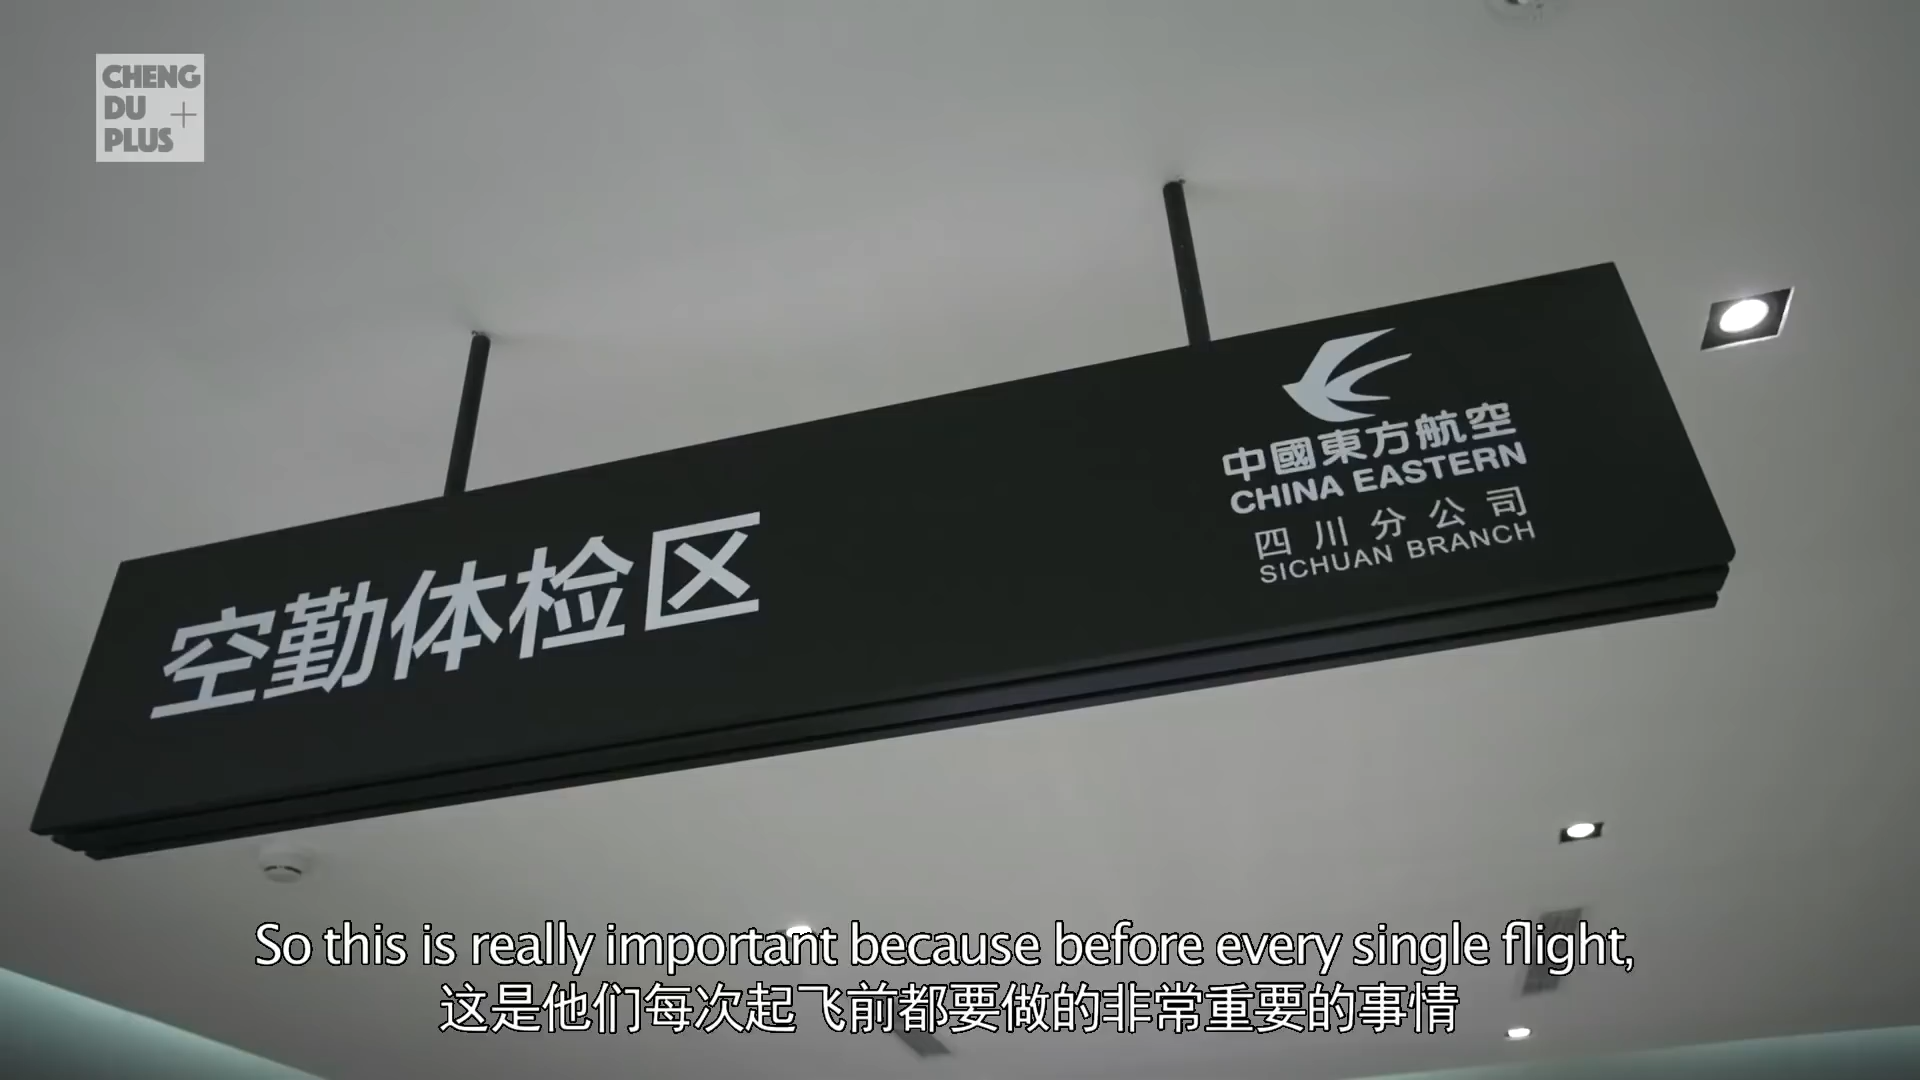 CHENG
DU
PLUS+
中國東方航空
CHINA EASTERN
四川分公司
SICHUAN BRANCH
空勤体检区
So this is really important because before every single flight,
这是他们每次起飞前都要做的非常重要的事情